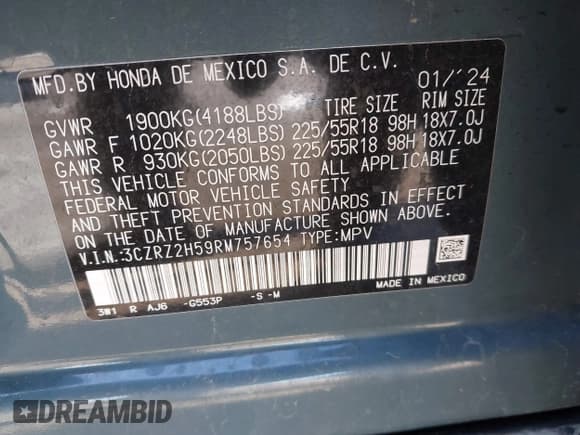 MFD.BY HONDA DE MEXICO S.A. DE C.V. 01/'24
TIRE SIZE RIM SIZE
GVWR 1900KG(4188LBS)
GAWR F 1020KG(2248LBS) 225/55R18 98H 18X7.0J
GAWR R 930KG(2050LBS) 225/55R18 98H 18X7.0J
THIS VEHICLE CONFORMS TO ALL APPLICABLE
FEDERAL MOTOR VEHICLE SAFETY
AND THEFT PREVENTION STANDARDS IN EFFECT
ON THE DATE OF MANUFACTURE SHOWN ABOVE.
V.I.N.:3CZRZ2H59RM757654 TYPE:MPV
3W1 R AJ6 -G553P -S -M MADE IN MEXICO
DREAMBID